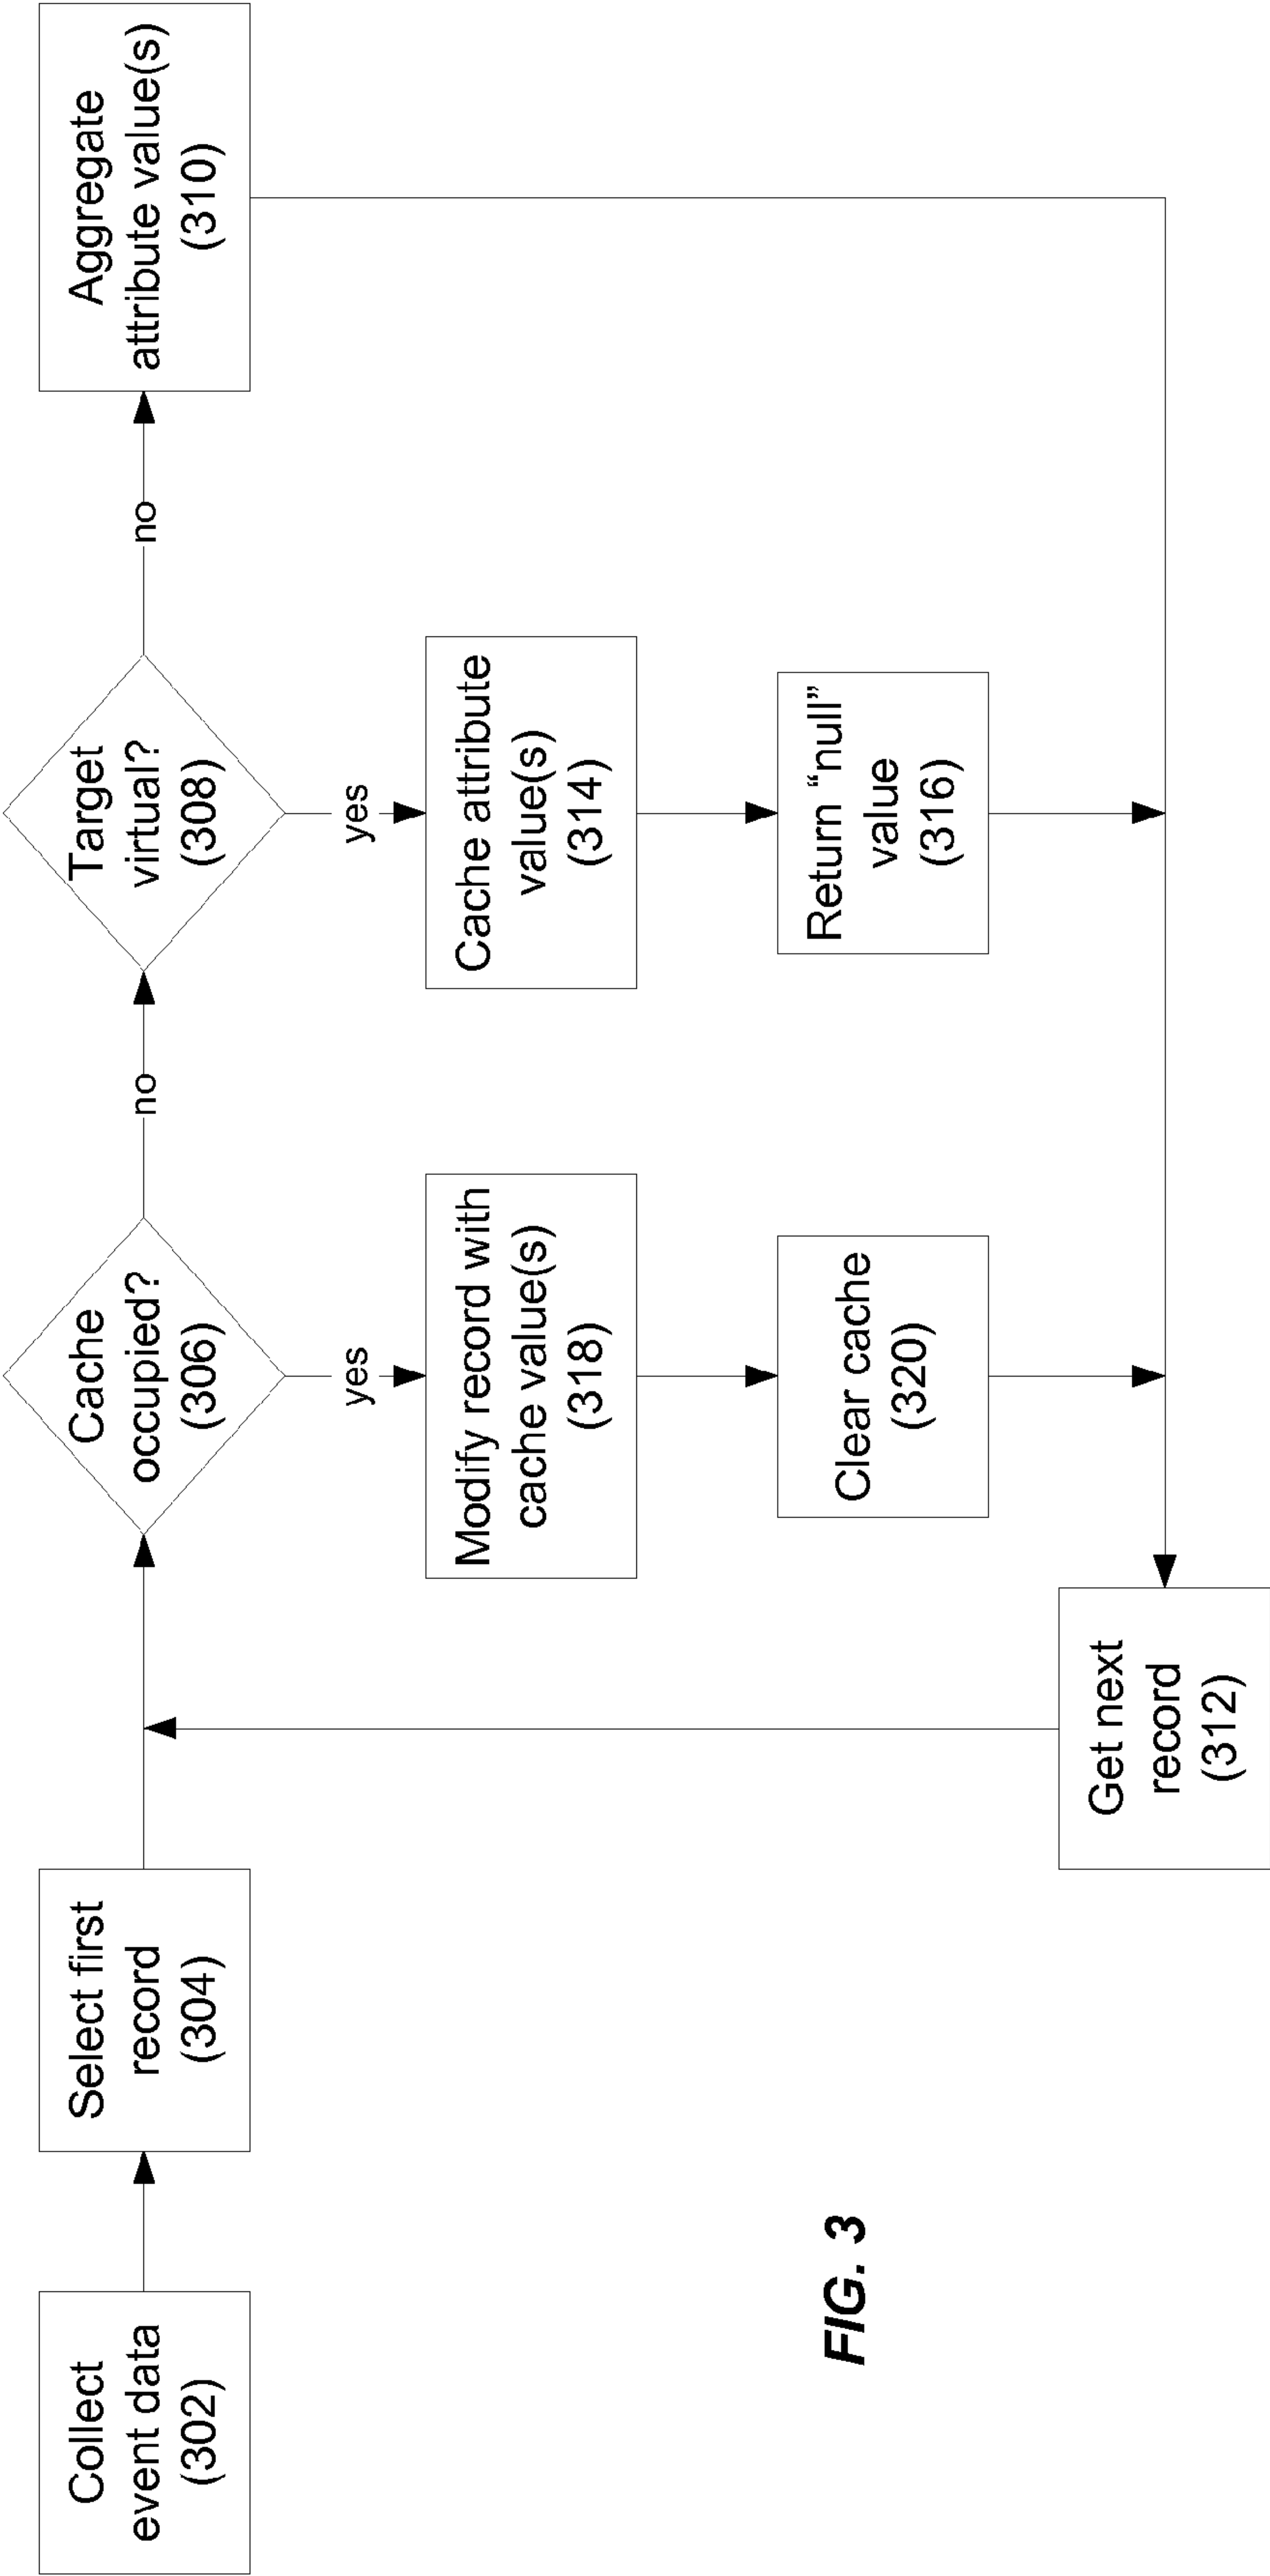 Collect
event data
(302)
Select first
record
(304)
Cache
occupied?
(306)
no
Target
virtual?
(308)
no
Aggregate
attribute value(s)
(310)
yes
Modify record with
cache value(s)
(318)
yes
Cache attribute
value(s)
(314)
Clear cache
(320)
Return “null”
value
(316)
Get next
record
(312)
FIG. 3